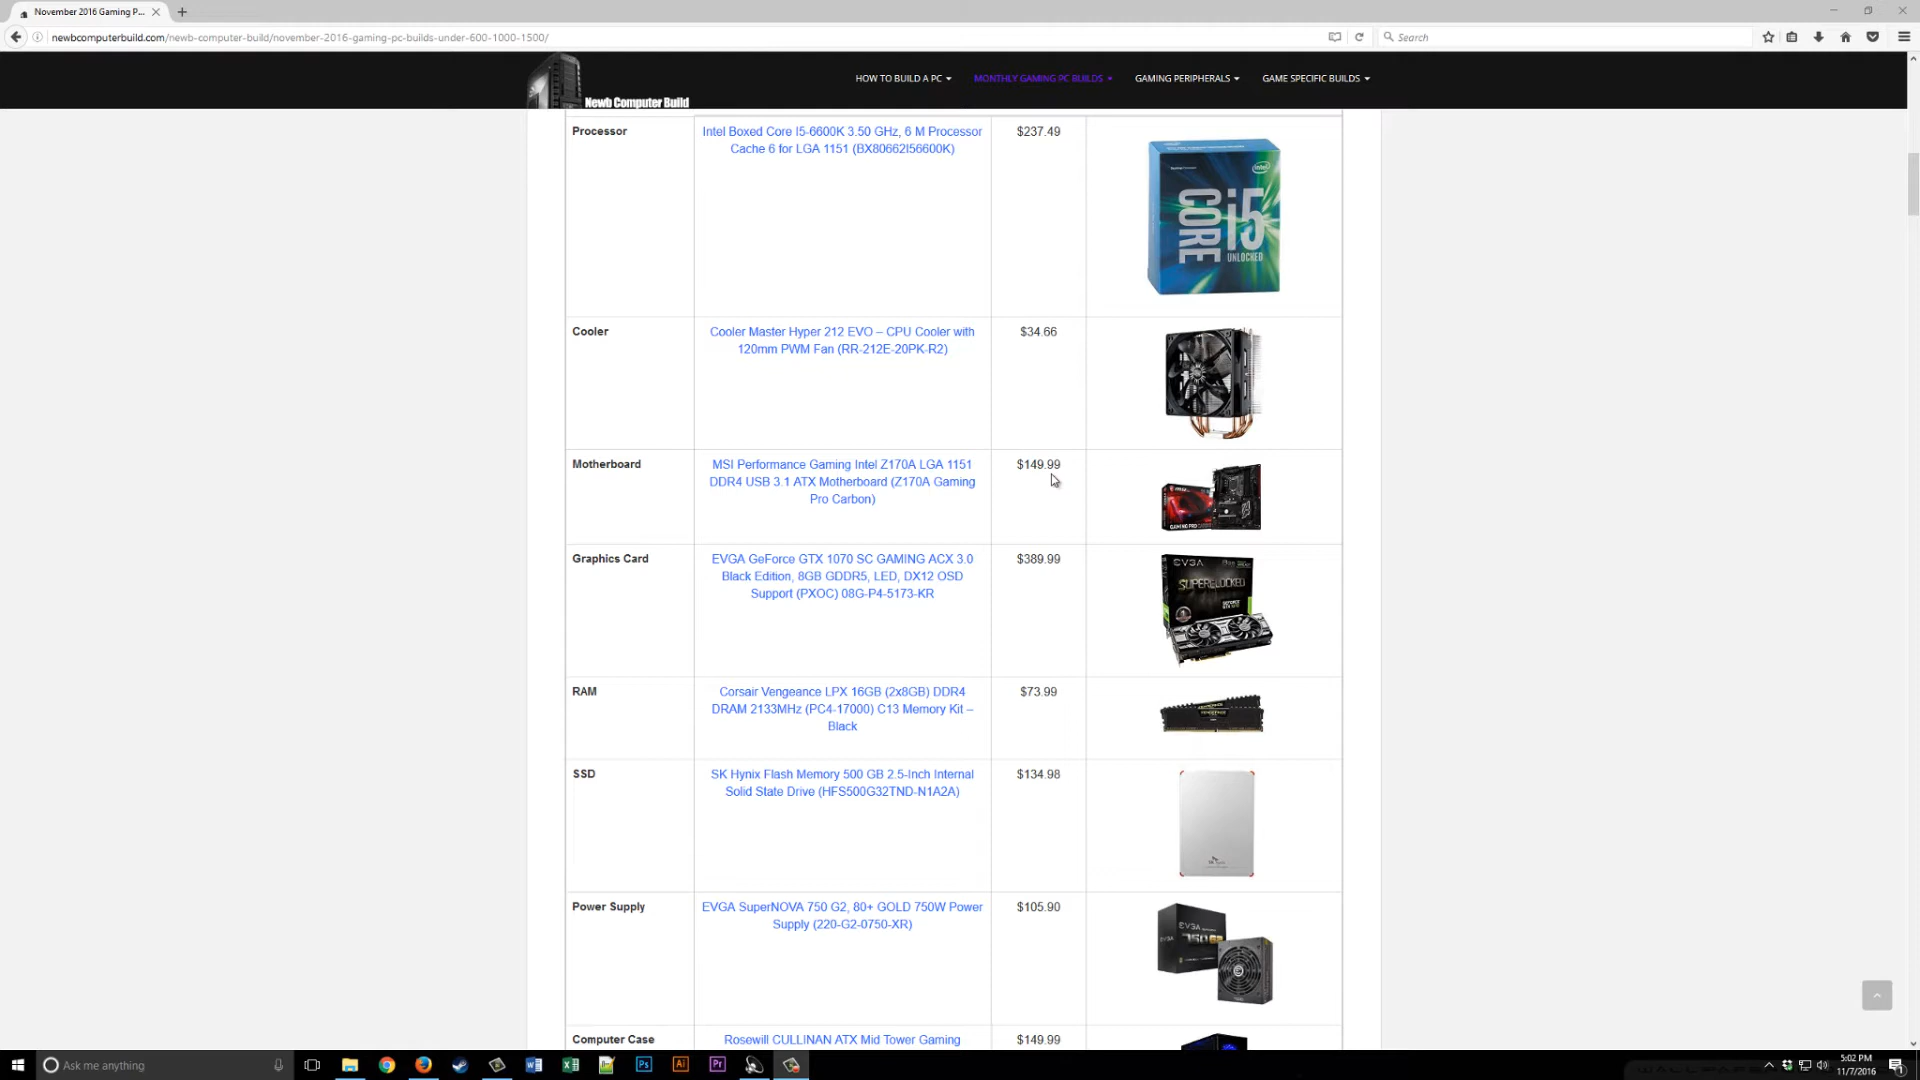 November 2016 Gaming P...
newbcomputerbuild.com/newb-computer-build/november-2016-gaming-pc-builds-under-600-1000-1500/
Search
Newb Computer Build
HOW TO BUILD A PC
MONTHLY GAMING PC BUILDS
GAMING PERIPHERALS
GAME SPECIFIC BUILDS
Processor
Intel Boxed Core I5-6600K 3.50 GHz, 6 M Processor
Cache 6 for LGA 1151 (BX80662I56600K)
$237.49
intel
CORE i5
UNLOCKED
Cooler
Cooler Master Hyper 212 EVO – CPU Cooler with
120mm PWM Fan (RR-212E-20PK-R2)
$34.66
Motherboard
MSI Performance Gaming Intel Z170A LGA 1151
DDR4 USB 3.1 ATX Motherboard (Z170A Gaming
Pro Carbon)
$149.99
GAMING PRO CARBON
Graphics Card
EVGA GeForce GTX 1070 SC GAMING ACX 3.0
Black Edition, 8GB GDDR5, LED, DX12 OSD
Support (PXOC) 08G-P4-5173-KR
$389.99
EVGA
SUPERCLOCKED
RAM
Corsair Vengeance LPX 16GB (2x8GB) DDR4
DRAM 2133MHz (PC4-17000) C13 Memory Kit –
Black
$73.99
SSD
SK Hynix Flash Memory 500 GB 2.5-Inch Internal
Solid State Drive (HFS500G32TND-N1A2A)
$134.98
Power Supply
EVGA SuperNOVA 750 G2, 80+ GOLD 750W Power
Supply (220-G2-0750-XR)
$105.90
EVGA
750 G2
Computer Case
Rosewill CULLINAN ATX Mid Tower Gaming
$149.99
Ask me anything
5:02 PM
11/7/2016